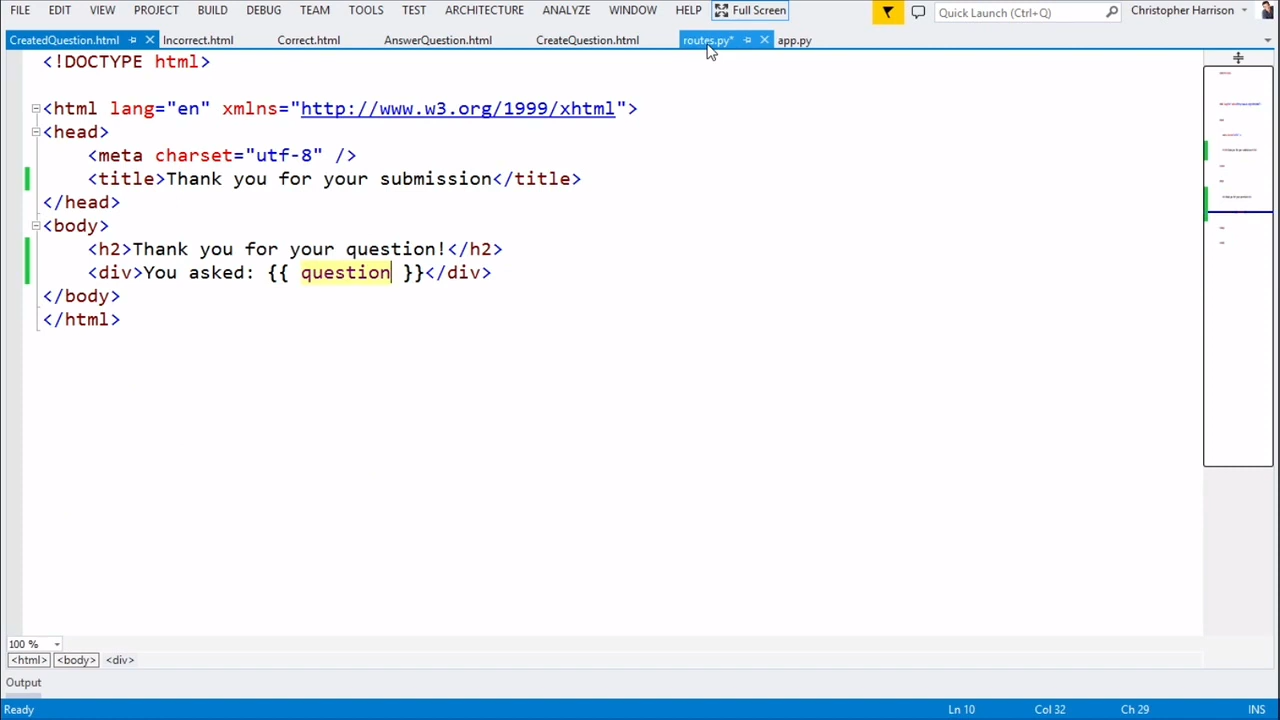 FILE EDIT VIEW PROJECT BUILD DEBUG TEAM TOOLS TEST ARCHITECTURE ANALYZE WINDOW HELP Full Screen Quick Launch (Ctrl+Q) Christopher Harrison
CreatedQuestion.html Incorrect.html Correct.html AnswerQuestion.html CreateQuestion.html routes.py* app.py
<!DOCTYPE html>
<html lang="en" xmlns="http://www.w3.org/1999/xhtml">
<head>
<meta charset="utf-8" />
<title>Thank you for your submission</title>
</head>
<body>
<h2>Thank you for your question!</h2>
<div>You asked: {{ question }}</div>
</body>
</html>
100 %
<html> <body> <div>
Output
Ready Ln 10 Col 32 Ch 29 INS